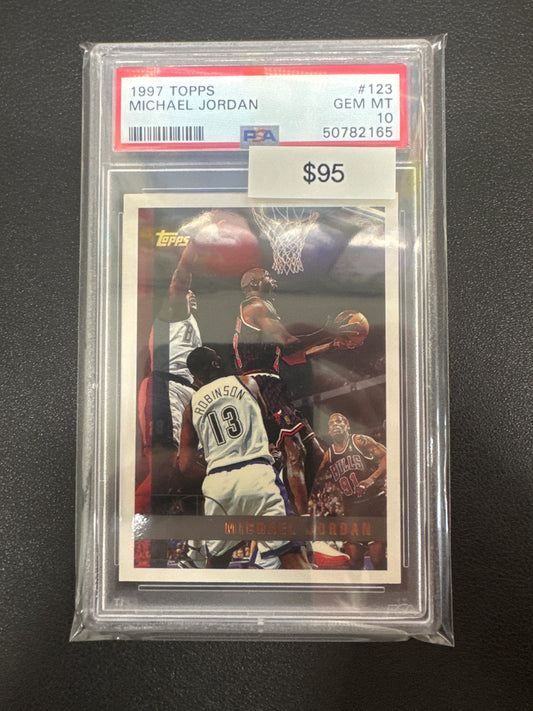 1997 TOPPS #123
MICHAEL JORDAN GEM MT
10
PSA 50782165
$95
Topps
ROBINSON
13
BULLS
91
MICHAEL JORDAN